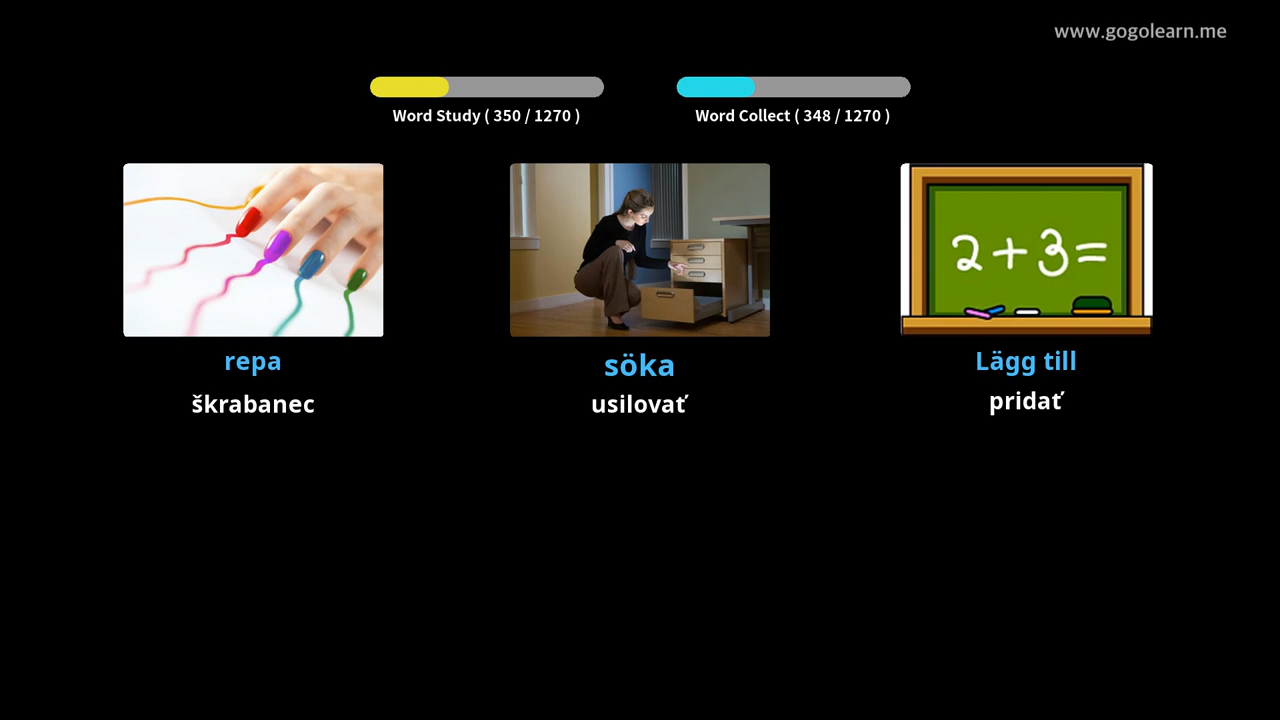 www.gogolearn.me
Word Study ( 350 / 1270 )
Word Collect ( 348 / 1270 )
2+3=
repa
škrabanec
söka
usilovať
Lägg till
pridať